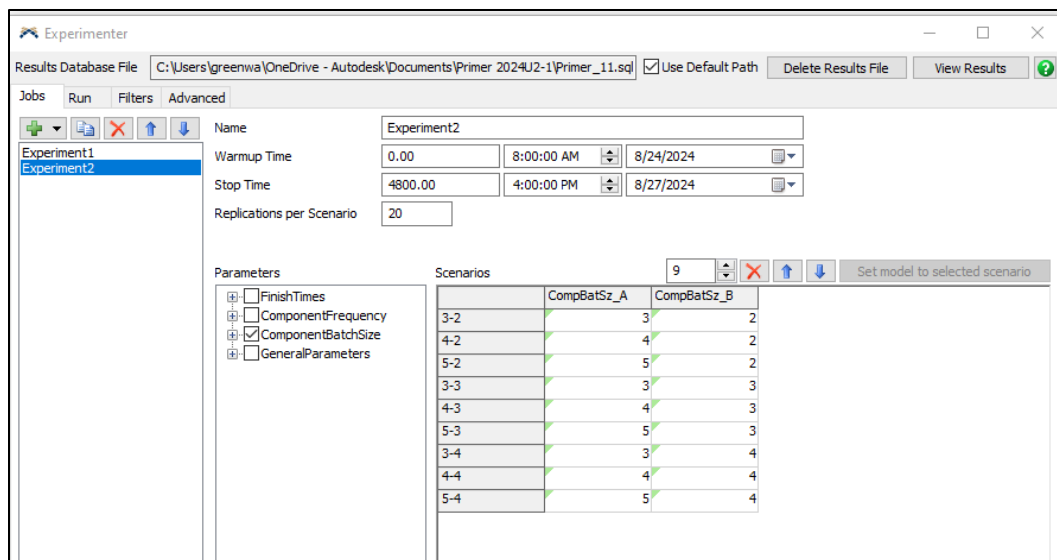 Experimenter
Results Database File C:\Users\greenwa\OneDrive - Autodesk\Documents\Primer 2024U2-1\Primer_11.sql Use Default Path Delete Results File View Results ?
Jobs Run Filters Advanced
Name Experiment2
Experiment1
Experiment2
Warmup Time 0.00 8:00:00 AM 8/24/2024
Stop Time 4800.00 4:00:00 PM 8/27/2024
Replications per Scenario 20
Parameters Scenarios 9 Set model to selected scenario
FinishTimes
ComponentFrequency
ComponentBatchSize
GeneralParameters
CompBatSz_A CompBatSz_B
3-2 3 2
4-2 4 2
5-2 5 2
3-3 3 3
4-3 4 3
5-3 5 3
3-4 3 4
4-4 4 4
5-4 5 4